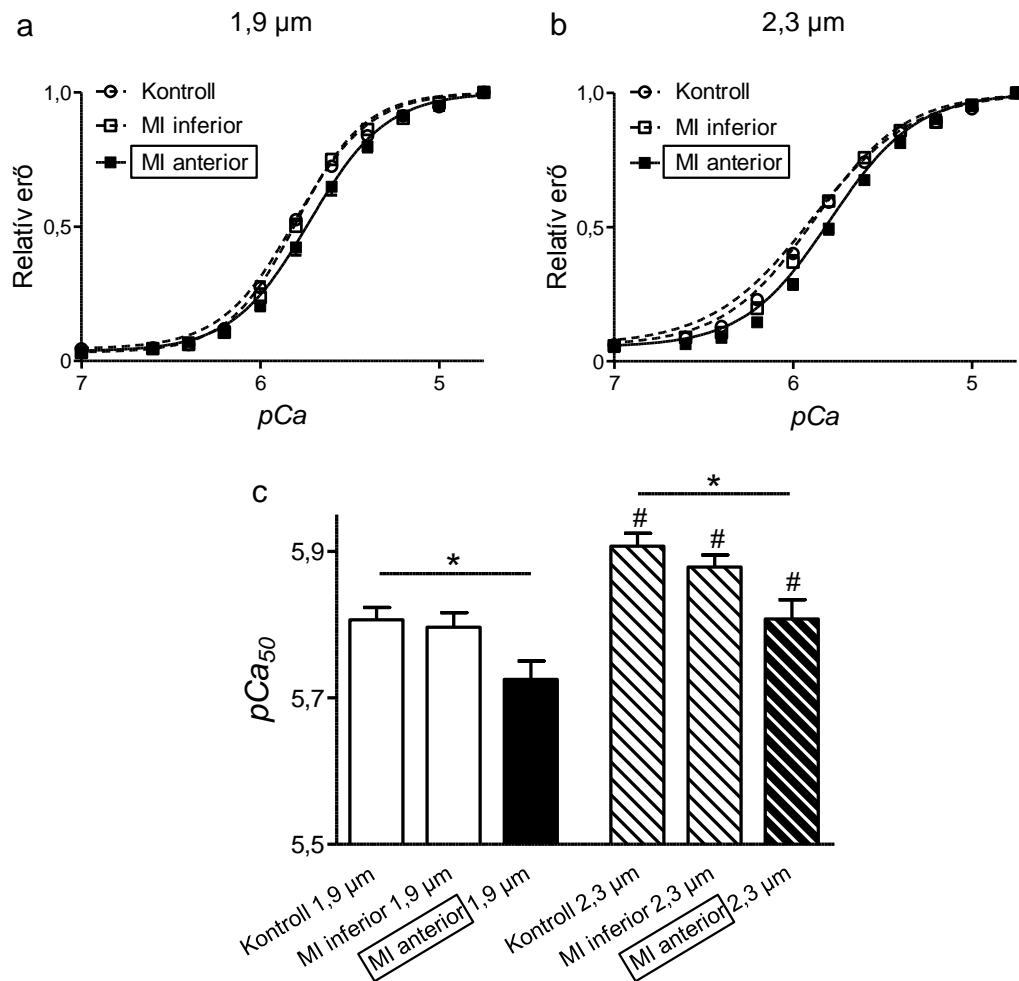 a
1,9 µm
1,0
Kontroll
MI inferior
MI anterior
Relatív erő
0,5
0
7
6
5
pCa
b
2,3 µm
1,0
Kontroll
MI inferior
MI anterior
Relatív erő
0,5
0
7
6
5
pCa
c
*
*
#
#
#
5,9
5,7
5,5
pCa50
Kontroll 1,9 µm
MI inferior 1,9 µm
MI anterior 1,9 µm
Kontroll 2,3 µm
MI inferior 2,3 µm
MI anterior 2,3 µm